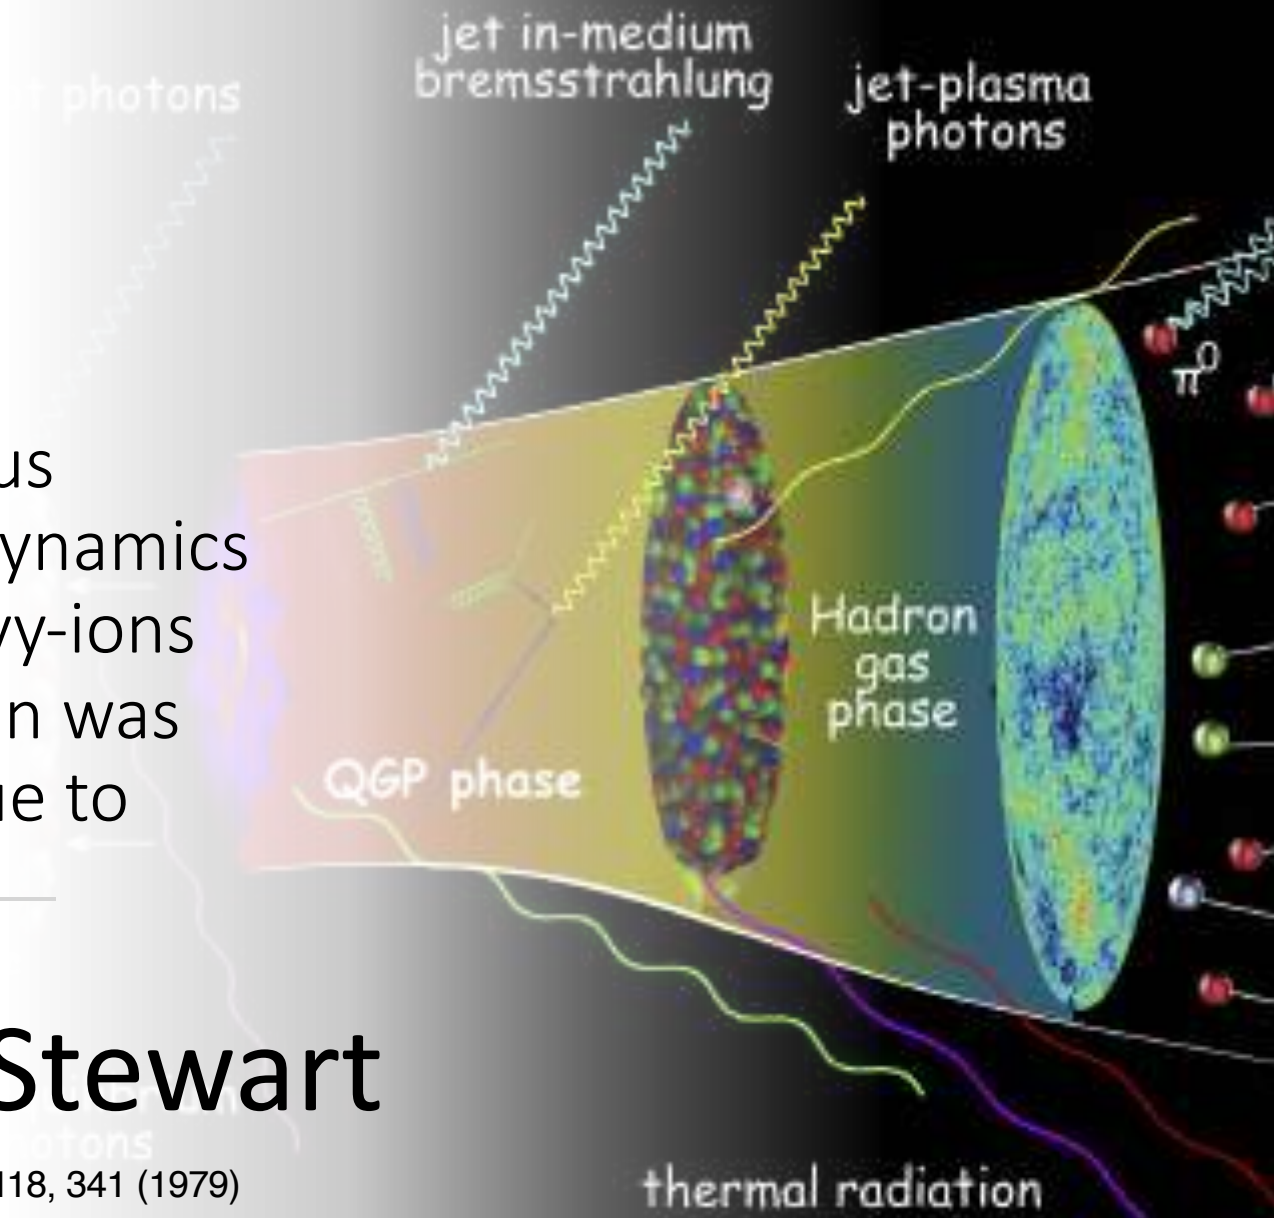 jet in-medium
bremsstrahlung
photons
jet-plasma
photons
π⁰
us
ynamics
vy-ions
n was
ue to
Hadron
gas
phase
QGP phase
Stewart
118, 341 (1979)
thermal radiation